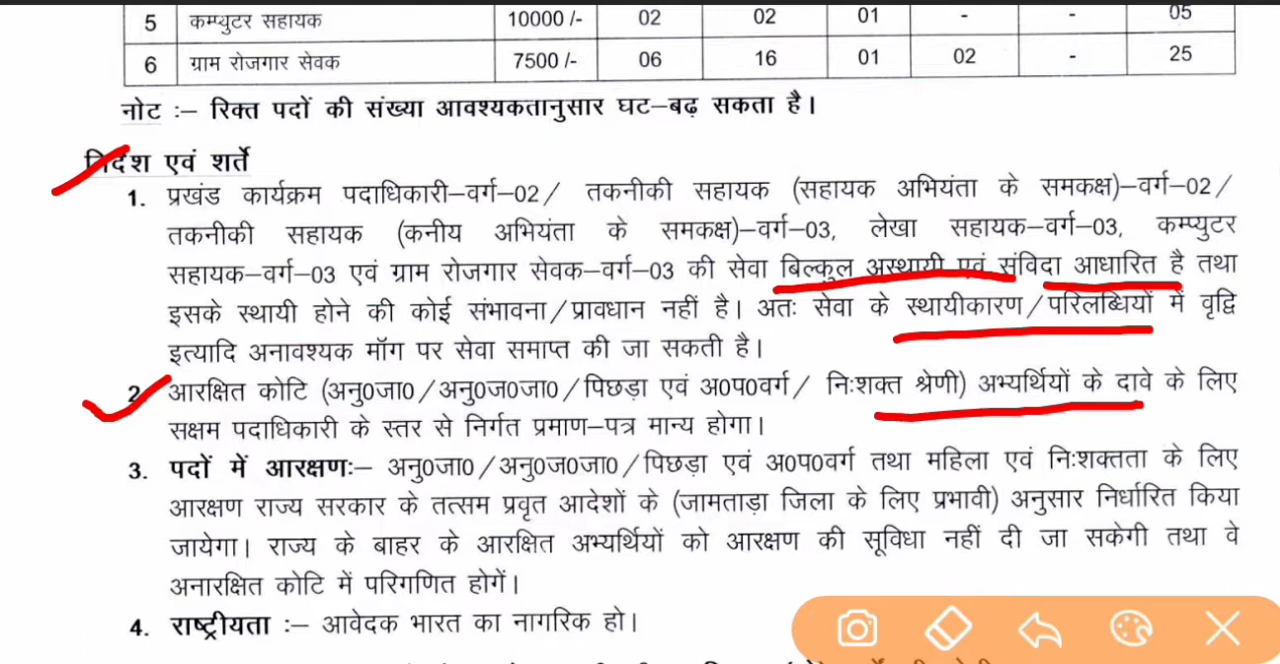 5 कम्प्युटर सहायक 10000 /- 02 02 01 - - 05
6 ग्राम रोजगार सेवक 7500 /- 06 16 01 02 - 25
नोट :– रिक्त पदों की संख्या आवश्यकतानुसार घट–बढ़ सकता है।
निर्देश एवं शर्ते
1. प्रखंड कार्यक्रम पदाधिकारी–वर्ग–02 / तकनीकी सहायक (सहायक अभियंता के समकक्ष)–वर्ग–02 /
तकनीकी सहायक (कनीय अभियंता के समकक्ष)–वर्ग–03, लेखा सहायक–वर्ग–03, कम्प्युटर
सहायक–वर्ग–03 एवं ग्राम रोजगार सेवक–वर्ग–03 की सेवा बिल्कुल अस्थायी एवं संविदा आधारित है तथा
इसके स्थायी होने की कोई संभावना / प्रावधान नहीं है। अतः सेवा के स्थायीकारण / परिलब्धियों में वृद्वि
इत्यादि अनावश्यक मॉग पर सेवा समाप्त की जा सकती है।
2. आरक्षित कोटि (अनु0जा0 / अनु0ज0जा0 / पिछड़ा एवं अ0प0वर्ग / निःशक्त श्रेणी) अभ्यर्थियों के दावे के लिए
सक्षम पदाधिकारी के स्तर से निर्गत प्रमाण–पत्र मान्य होगा।
3. पदों में आरक्षणः– अनु0जा0 / अनु0ज0जा0 / पिछड़ा एवं अ0प0वर्ग तथा महिला एवं निःशक्तता के लिए
आरक्षण राज्य सरकार के तत्सम प्रवृत आदेशों के (जामताड़ा जिला के लिए प्रभावी) अनुसार निर्धारित किया
जायेगा। राज्य के बाहर के आरक्षित अभ्यर्थियों को आरक्षण की सूविधा नहीं दी जा सकेगी तथा वे
अनारक्षित कोटि में परिगणित होगें।
4. राष्ट्रीयता :– आवेदक भारत का नागरिक हो।